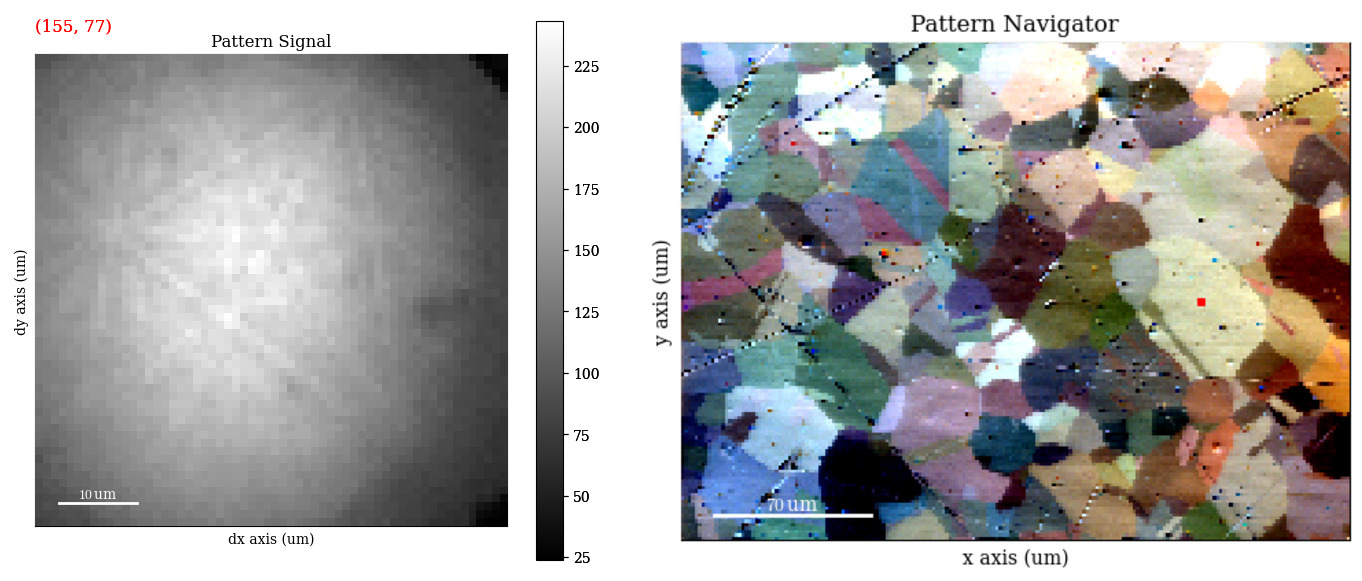 (155, 77)
Pattern Signal
dy axis (um)
10 um
dx axis (um)
225
200
175
150
125
100
75
50
25
Pattern Navigator
y axis (um)
70 um
x axis (um)